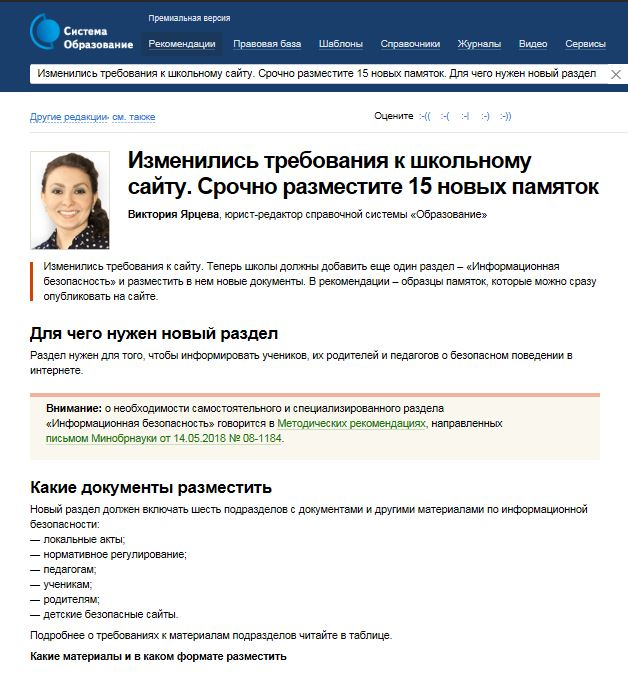 Система
Образование
Премиальная версия
Рекомендации Правовая база Шаблоны Справочники Журналы Видео Сервисы
Изменились требования к школьному сайту. Срочно разместите 15 новых памяток. Для чего нужен новый раздел
Другие редакции см. также Оцените :-(( :-( :-| :-) :-))
Изменились требования к школьному
сайту. Срочно разместите 15 новых памяток
Виктория Ярцева, юрист-редактор справочной системы «Образование»
Изменились требования к сайту. Теперь школы должны добавить еще один раздел – «Информационная
безопасность» и разместить в нем новые документы. В рекомендации – образцы памяток, которые можно сразу
опубликовать на сайте.
Для чего нужен новый раздел
Раздел нужен для того, чтобы информировать учеников, их родителей и педагогов о безопасном поведении в
интернете.
Внимание: о необходимости самостоятельного и специализированного раздела
«Информационная безопасность» говорится в Методических рекомендациях, направленных
письмом Минобрнауки от 14.05.2018 № 08-1184.
Какие документы разместить
Новый раздел должен включать шесть подразделов с документами и другими материалами по информационной
безопасности:
— локальные акты;
— нормативное регулирование;
— педагогам;
— ученикам;
— родителям;
— детские безопасные сайты.
Подробнее о требованиях к материалам подразделов читайте в таблице.
Какие материалы и в каком формате разместить